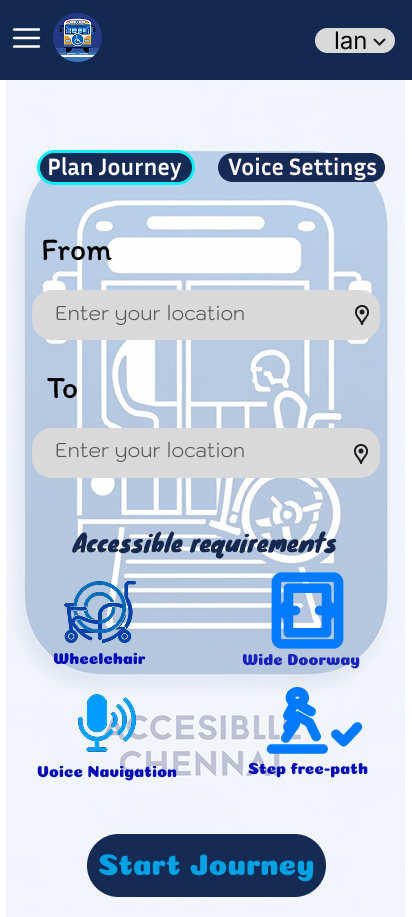 Ian
Plan Journey
Voice Settings
From
Enter your location
To
Enter your location
Accessible requirements
Wheelchair
Wide Doorway
ACCESIBLLE
CHENNAI
Voice Navigation
Step free-path
Start Journey